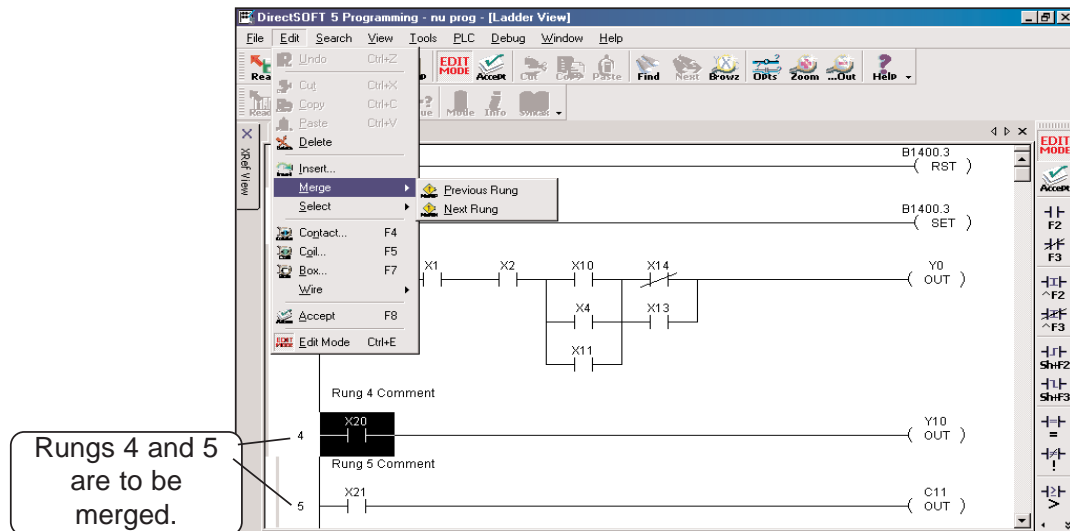 DirectSOFT 5 Programming - nu prog - [Ladder View]
File Edit Search View Tools PLC Debug Window Help
EDIT MODE Accept Cut Copy Paste Find Next Browz Opts Zoom ...Out Help
Mode Info
XRef View
Undo Ctrl+Z
Cut Ctrl+X
Copy Ctrl+C
Paste Ctrl+V
Delete
Insert...
Merge
Select
Contact... F4
Coil... F5
Box... F7
Wire
Accept F8
Edit Mode Ctrl+E
Previous Rung
Next Rung
B1400.3
( RST )
B1400.3
( SET )
X1 X2 X10 X14 Y0
( OUT )
X4 X13
X11
Rung 4 Comment
4 X20 Y10
( OUT )
Rung 5 Comment
5 X21 C11
( OUT )
EDIT
MODE
Accept
F2
F3
^F2
^F3
Sh+F2
Sh+F3
=
!
>
Rungs 4 and 5
are to be
merged.